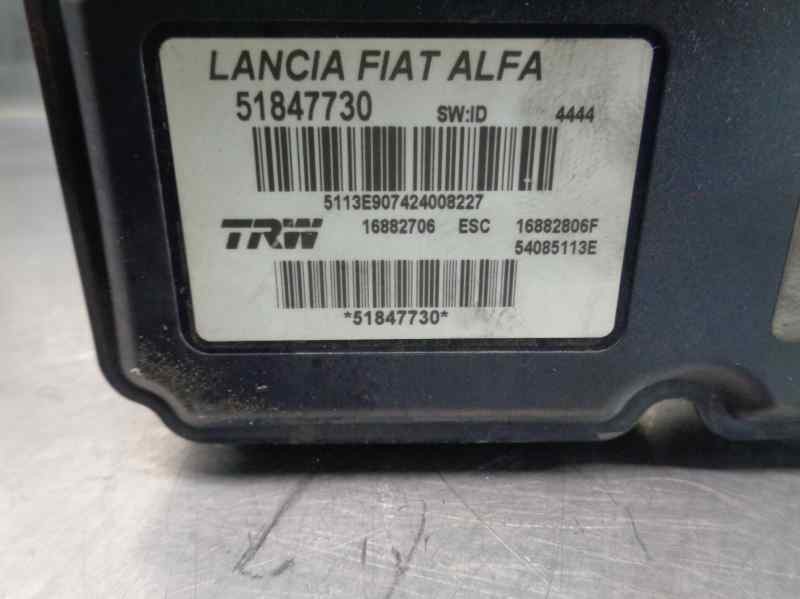 LANCIA FIAT ALFA
51847730 SW:ID 4444
5113E907424008227
TRW 16882706 ESC 16882806F
54085113E
*51847730*